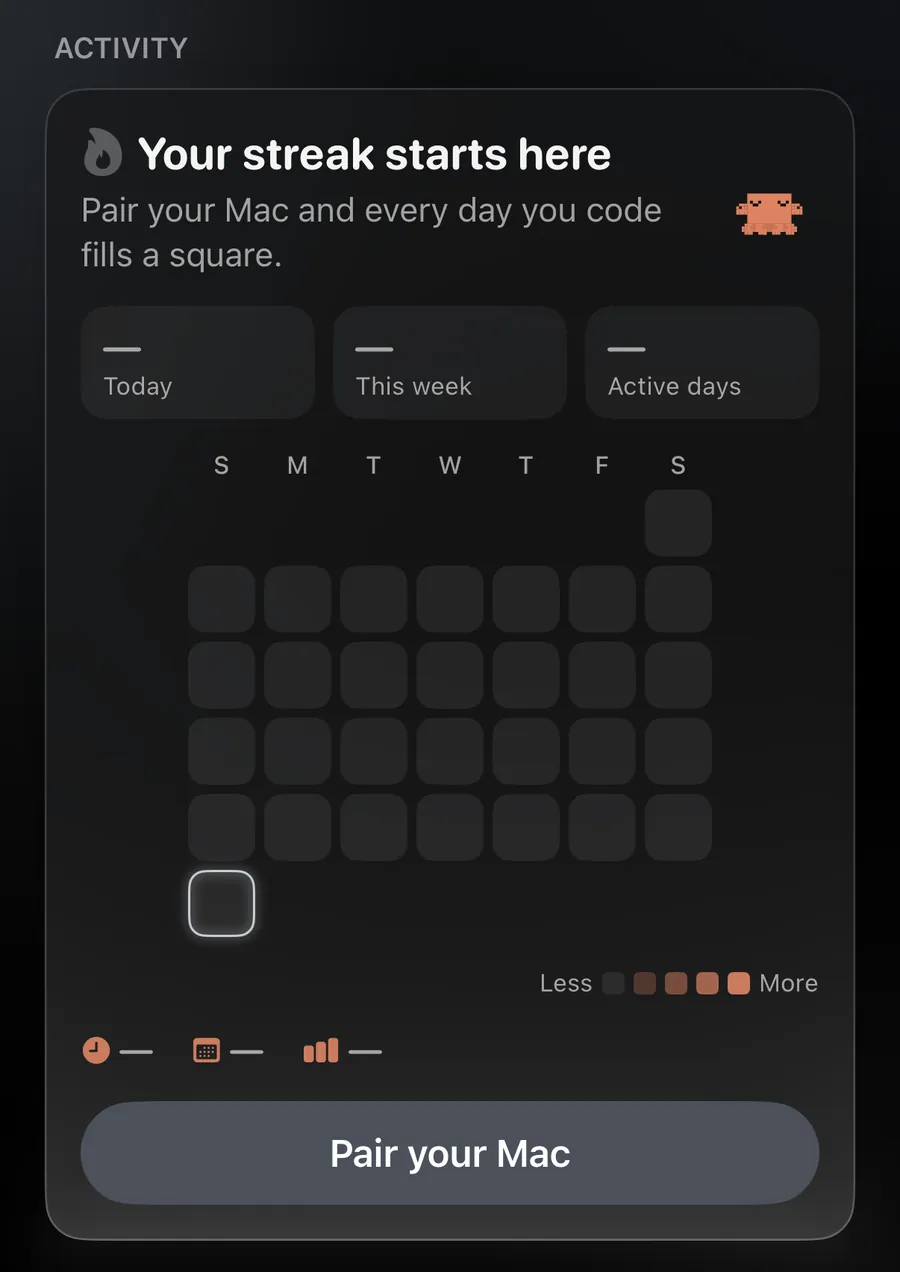 ACTIVITY
Your streak starts here
Pair your Mac and every day you code
fills a square.
— — —
Today This week Active days
S M T W T F S
Less More
— — —
Pair your Mac